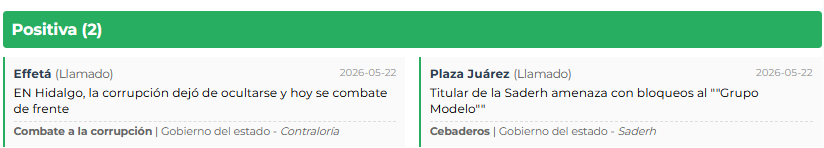 Positiva (2)
Effetá (Llamado) 2026-05-22
EN Hidalgo, la corrupción dejó de ocultarse y hoy se combate
de frente
Combate a la corrupción | Gobierno del estado - Contraloría
Plaza Juárez (Llamado) 2026-05-22
Titular de la Saderh amenaza con bloqueos al ""Grupo
Modelo""
Cebaderos | Gobierno del estado - Saderh